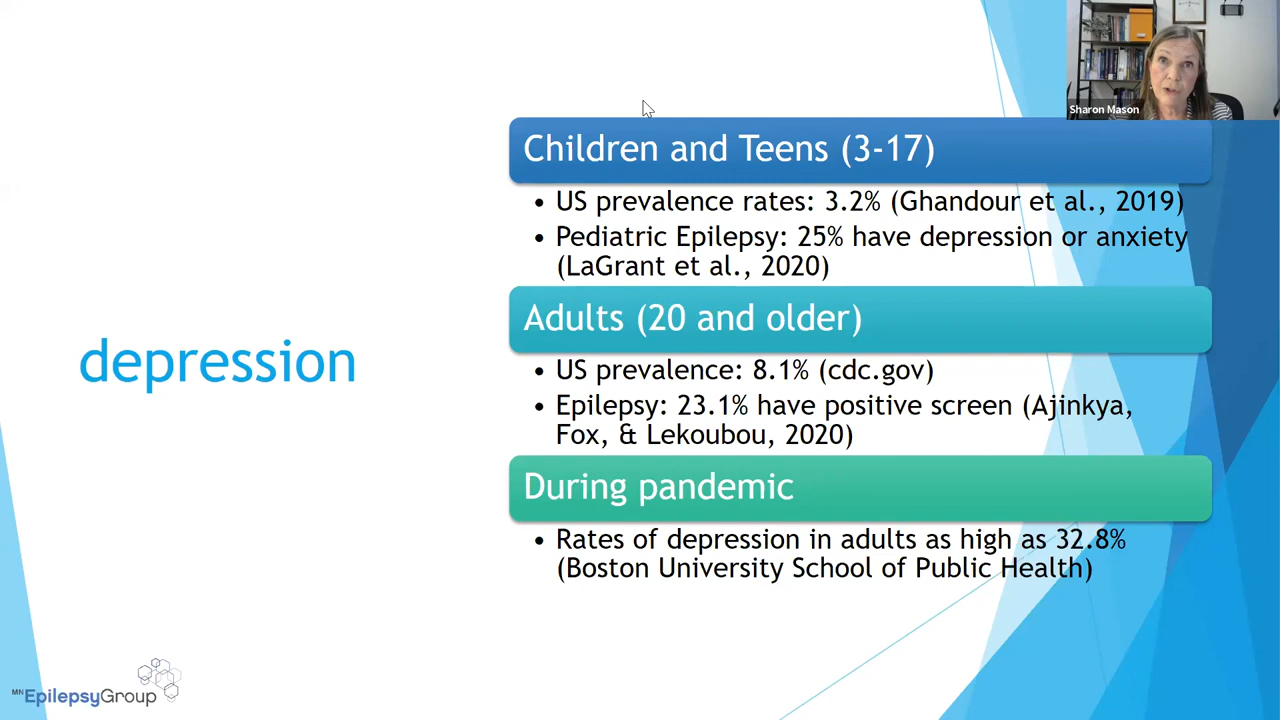 Sharon Mason
Children and Teens (3-17)
• US prevalence rates: 3.2% (Ghandour et al., 2019)
• Pediatric Epilepsy: 25% have depression or anxiety
(LaGrant et al., 2020)
Adults (20 and older)
depression
• US prevalence: 8.1% (cdc.gov)
• Epilepsy: 23.1% have positive screen (Ajinkya,
Fox, & Lekoubou, 2020)
During pandemic
• Rates of depression in adults as high as 32.8%
(Boston University School of Public Health)
MN EpilepsyGroup